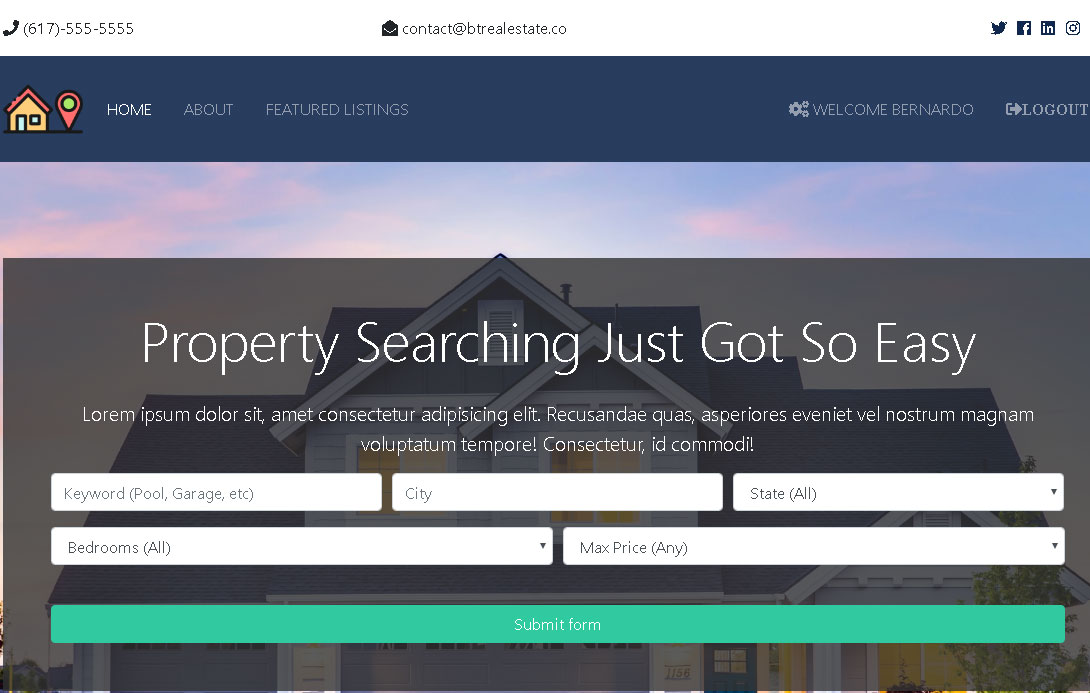 (617)-555-5555
contact@btrealestate.co
HOME ABOUT FEATURED LISTINGS
WELCOME BERNARDO LOGOUT
Property Searching Just Got So Easy
Lorem ipsum dolor sit, amet consectetur adipisicing elit. Recusandae quas, asperiores eveniet vel nostrum magnam
voluptatum tempore! Consectetur, id commodi!
Keyword (Pool, Garage, etc)
City
State (All)
Bedrooms (All)
Max Price (Any)
Submit form
1156